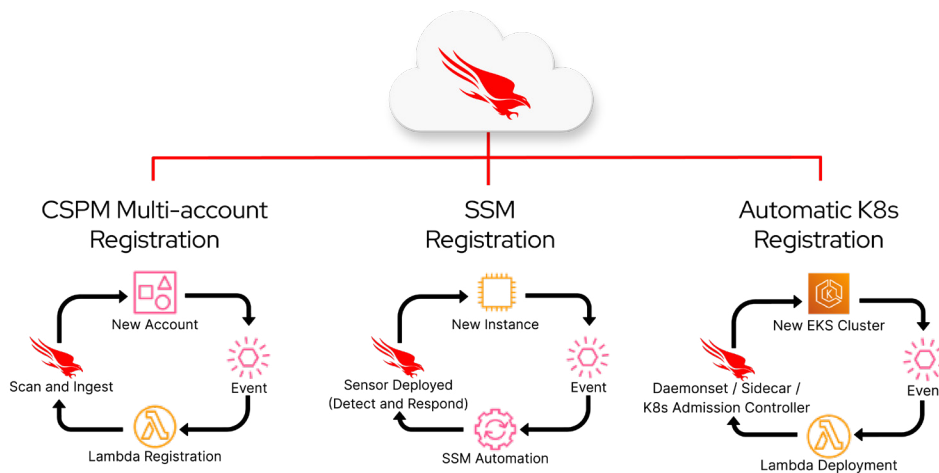 CSPM Multi-account
Registration
New Account
Event
Lambda Registration
Scan and Ingest
SSM
Registration
New Instance
Event
SSM Automation
Sensor Deployed
(Detect and Respond)
Automatic K8s
Registration
K
New EKS Cluster
Event
Lambda Deployment
Daemonset / Sidecar /
K8s Admission Controller